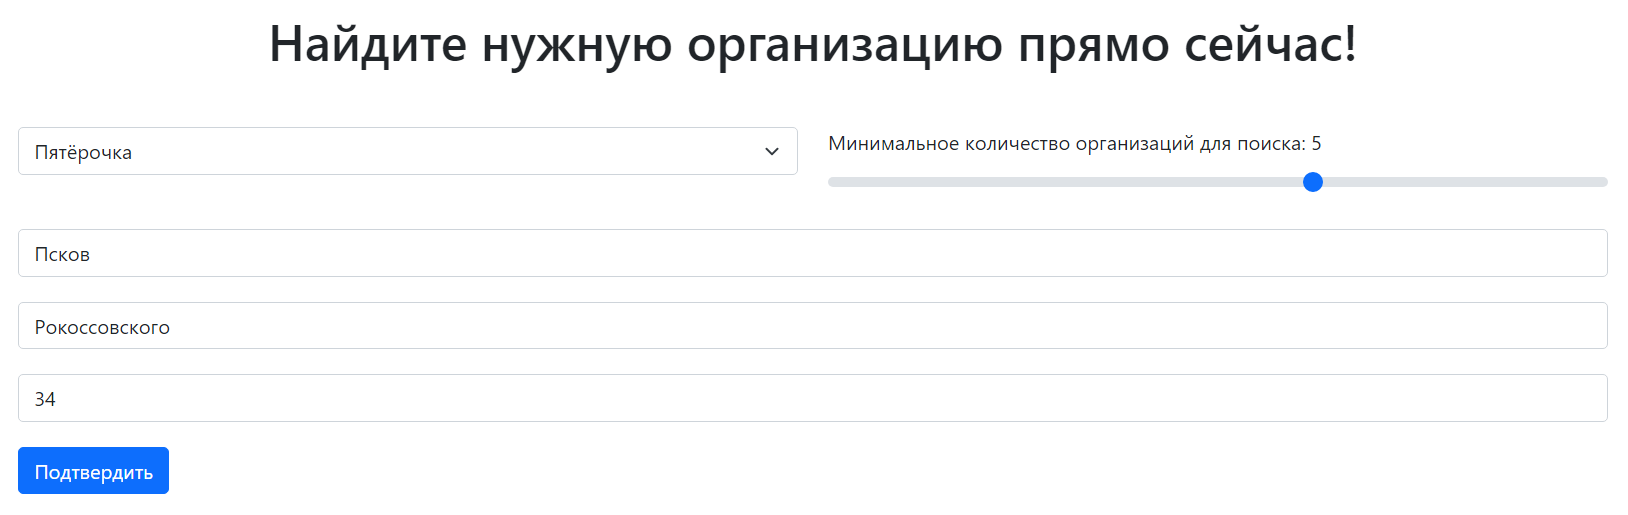 Найдите нужную организацию прямо сейчас!
Пятёрочка
Минимальное количество организаций для поиска: 5
Псков
Рокоссовского
34
Подтвердить